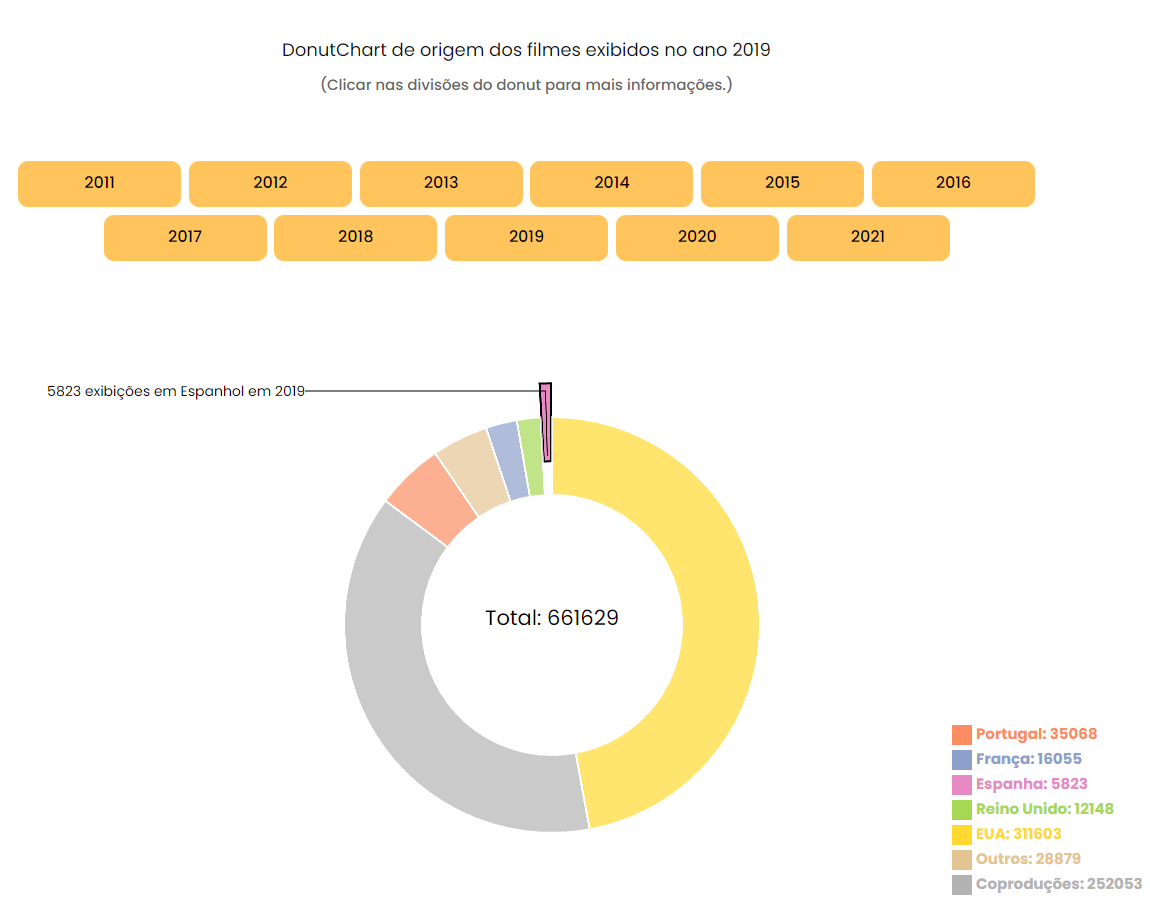 DonutChart de origem dos filmes exibidos no ano 2019
(Clicar nas divisões do donut para mais informações.)
2011
2012
2013
2014
2015
2016
2017
2018
2019
2020
2021
5823 exibições em Espanhol em 2019
Total: 661629
Portugal: 35068
França: 16055
Espanha: 5823
Reino Unido: 12148
EUA: 311603
Outros: 28879
Coproduções: 252053